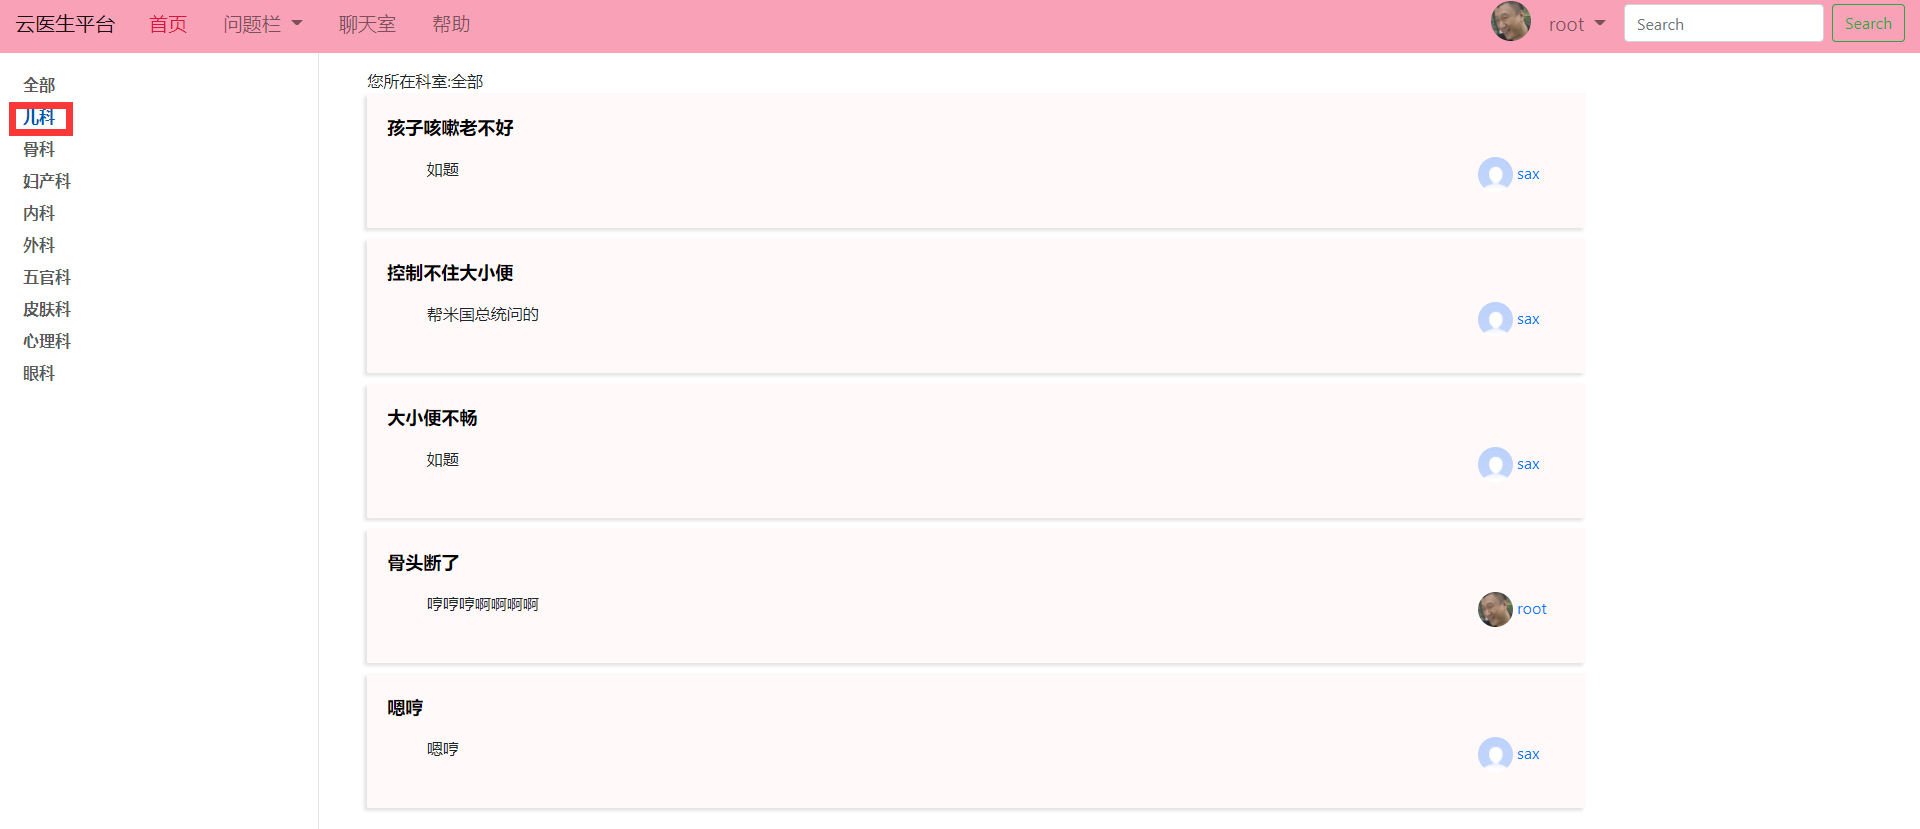 云医生平台 首页 问题栏 聊天室 帮助 root Search Search
全部
儿科
骨科
妇产科
内科
外科
五官科
皮肤科
心理科
眼科
您所在科室:全部
孩子咳嗽老不好
如题
sax
控制不住大小便
帮米国总统问的
sax
大小便不畅
如题
sax
骨头断了
哼哼哼啊啊啊啊
root
嗯哼
嗯哼
sax